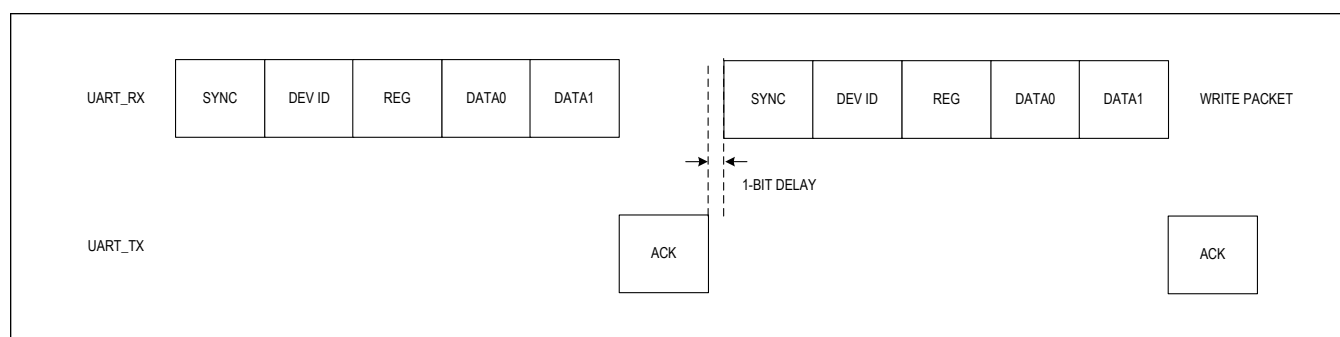 UART_RX SYNC DEV ID REG DATA0 DATA1 SYNC DEV ID REG DATA0 DATA1 WRITE PACKET
1-BIT DELAY
UART_TX ACK ACK